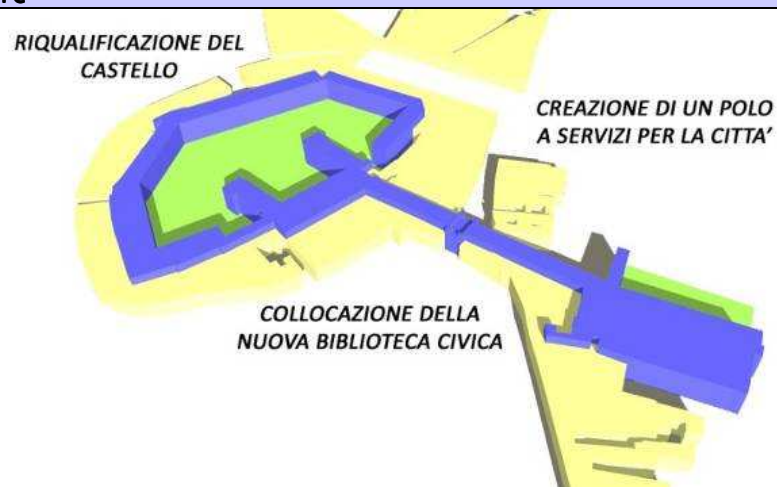 RIQUALIFICAZIONE DEL
CASTELLO
CREAZIONE DI UN POLO
A SERVIZI PER LA CITTA'
COLLOCAZIONE DELLA
NUOVA BIBLIOTECA CIVICA